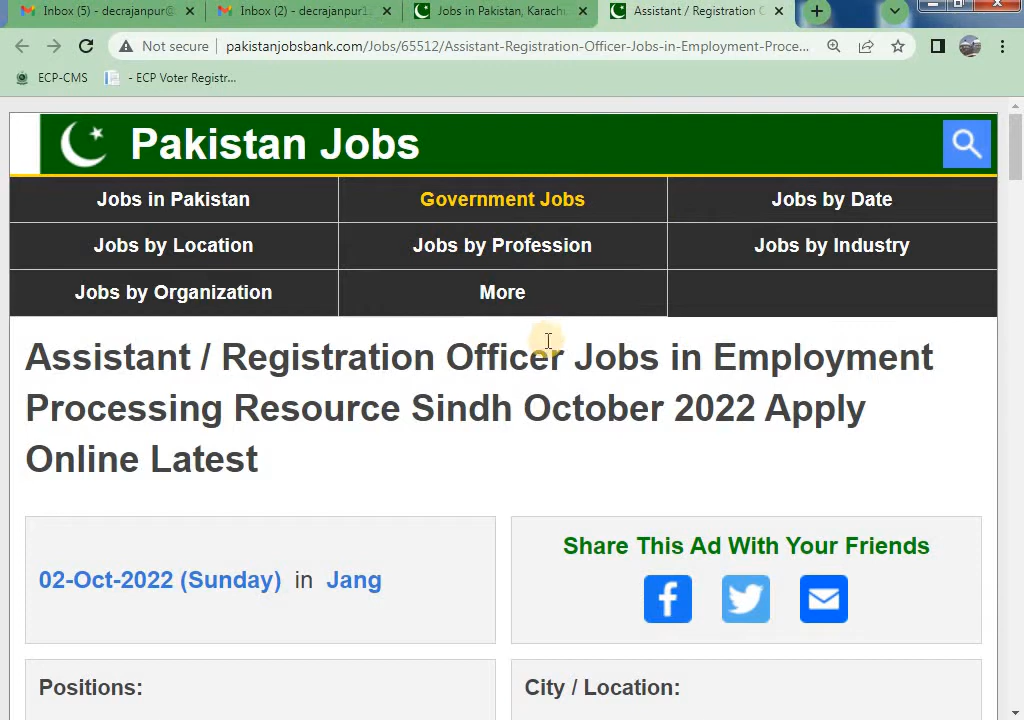 Inbox (5) - decrajanpur@
Inbox (2) - decrajanpur1
Jobs in Pakistan, Karach
Assistant / Registration
Not secure
pakistanjobsbank.com/Jobs/65512/Assistant-Registration-Officer-Jobs-in-Employment-Proce...
ECP-CMS
- ECP Voter Registr...
Pakistan Jobs
Jobs in Pakistan
Government Jobs
Jobs by Date
Jobs by Location
Jobs by Profession
Jobs by Industry
Jobs by Organization
More
Assistant / Registration Officer Jobs in Employment
Processing Resource Sindh October 2022 Apply
Online Latest
02-Oct-2022 (Sunday) in Jang
Share This Ad With Your Friends
Positions:
City / Location: